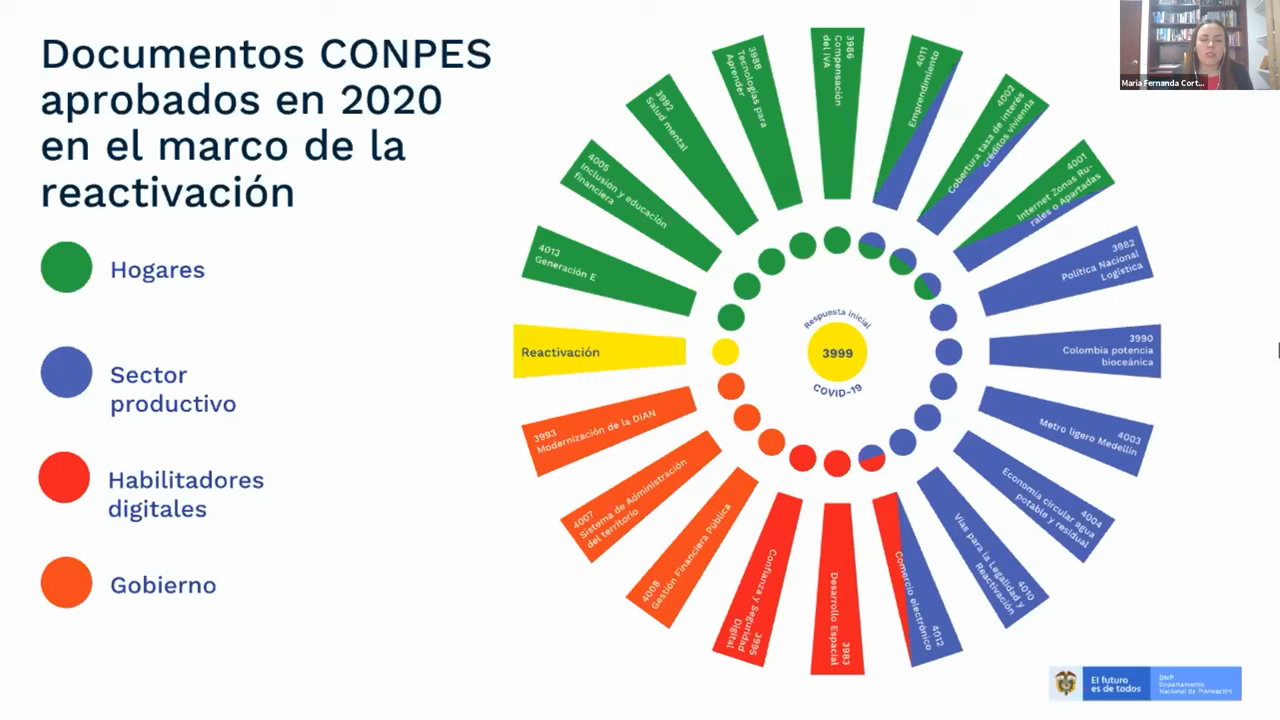 Documentos CONPES
aprobados en 2020
en el marco de la
reactivación
Hogares
Sector
productivo
Habilitadores
digitales
Gobierno
3986
Compensación
del IVA
4011
Emprendimiento
4002
Cobertura tasa de interés
créditos vivienda
4001
Internet Zonas Ru-
rales o Apartadas
3982
Política Nacional
Logística
3990
Colombia potencia
bioceánica
4003
Metro ligero Medellín
4004
Economía circular agua
potable y residual
4010
Vías para la Legalidad y
Reactivación
4012
Comercio electrónico
3983
Desarrollo Espacial
3995
Confianza y Seguridad
Digital
4008
Gestión Financiera Pública
4007
Sistema de Administración
del territorio
3993
Modernización de la DIAN
Reactivación
4013
Generación E
4005
Inclusión y educación
financiera
3992
Salud mental
3988
Tecnologías para
Aprender
Respuesta inicial
3999
COVID-19
María Fernanda Cort...
El futuro
es de todos
DNP
Departamento
Nacional de Planeación